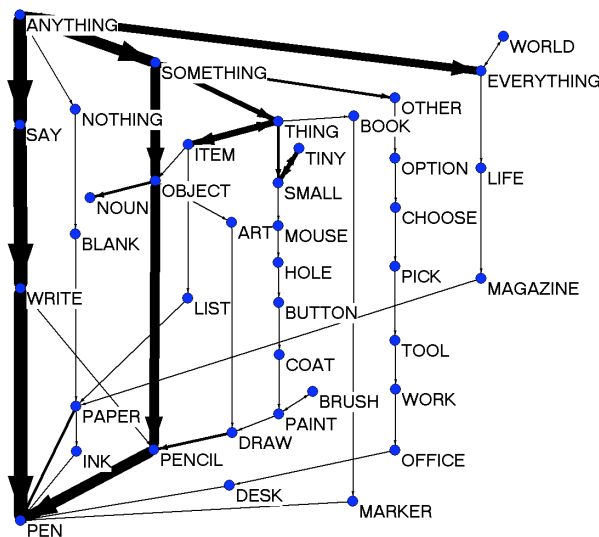 ANYTHING
WORLD
SOMETHING
EVERYTHING
OTHER
NOTHING
BOOK
SAY
THING
ITEM
TINY
OPTION
LIFE
OBJECT
SMALL
NOUN
CHOOSE
ART
MOUSE
BLANK
HOLE
PICK
MAGAZINE
WRITE
LIST
BUTTON
TOOL
COAT
WORK
BRUSH
PAPER
PAINT
DRAW
INK
PENCIL
OFFICE
DESK
MARKER
PEN